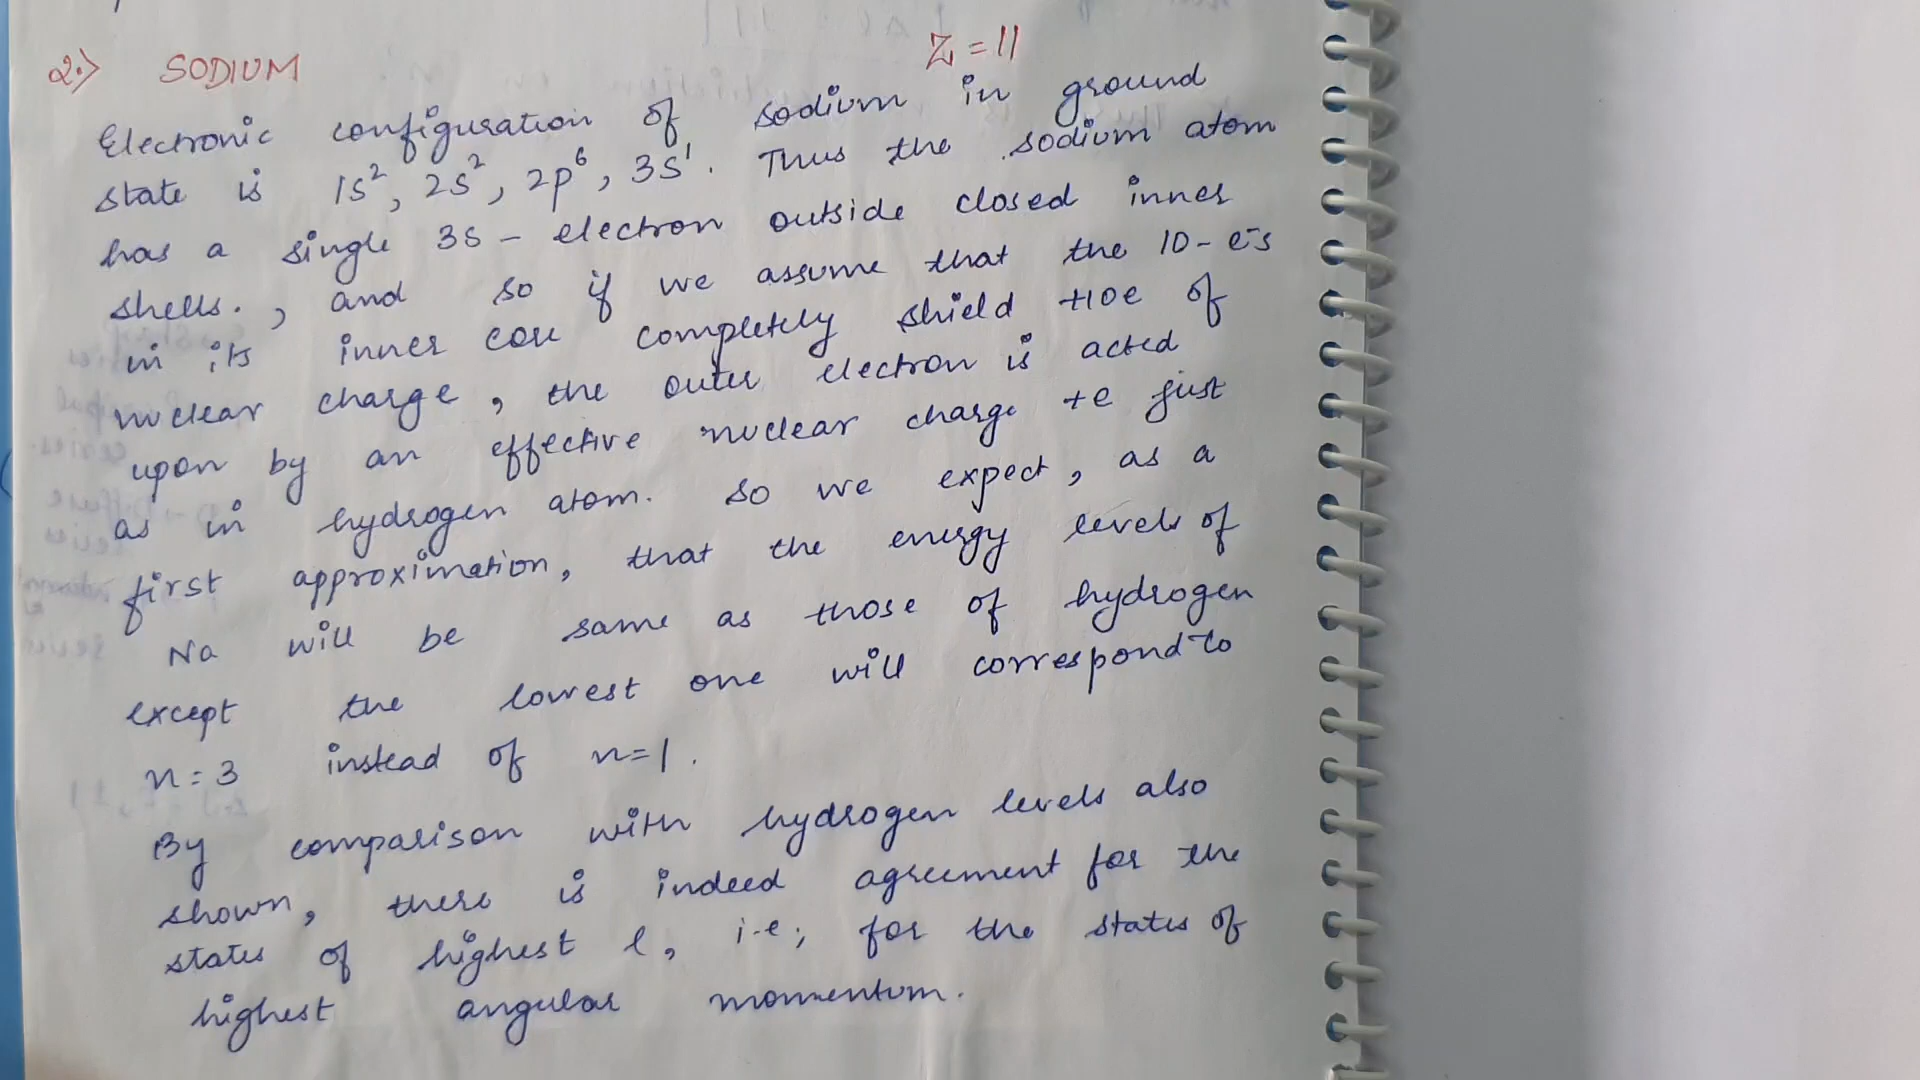 2.) SODIUM Z = 11
Electronic configuration of sodium in ground
state is 1s², 2s², 2p⁶, 3s¹. Thus the sodium atom
has a single 3s - electron outside closed inner
shells., and so if we assume that the 10-e⁻s
in its inner core completely shield +10e of
nuclear charge, the outer electron is acted
upon by an effective nuclear charge +e just
as in hydrogen atom. So we expect, as a
first approximation, that the energy levels of
Na will be same as those of hydrogen
except the lowest one will correspond to
n = 3 instead of n = 1.
By comparison with hydrogen levels also
shown, there is indeed agreement for the
states of highest l, i.e; for the states of
highest angular momentum.